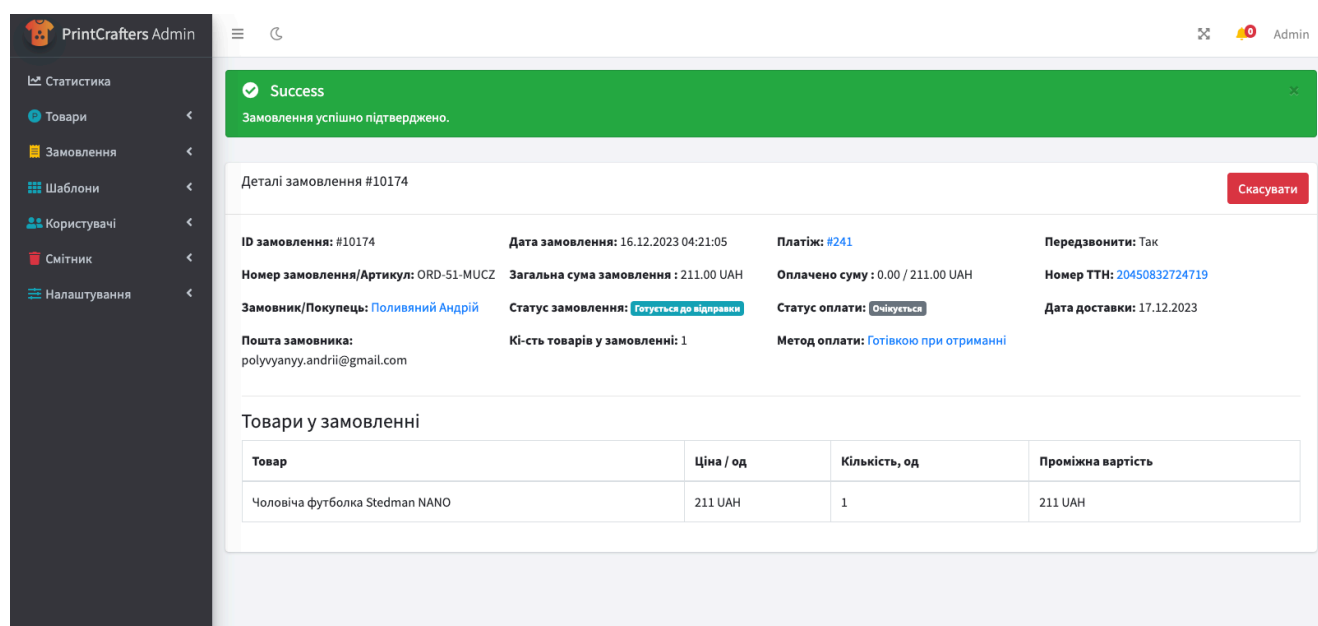 PrintCrafters Admin
0
Admin
Статистика
Товари
Замовлення
Шаблони
Користувачі
Смітник
Налаштування
Success
Замовлення успішно підтверджено.
Деталі замовлення #10174
Скасувати
ID замовлення: #10174
Дата замовлення: 16.12.2023 04:21:05
Платіж: #241
Передзвонити: Так
Номер замовлення/Артикул: ORD-51-MUCZ
Загальна сума замовлення : 211.00 UAH
Оплачено суму : 0.00 / 211.00 UAH
Номер ТТН: 20450832724719
Замовник/Покупець: Поливяний Андрій
Статус замовлення: Готується до відправки
Статус оплати: Очікується
Дата доставки: 17.12.2023
Пошта замовника:
polyvyanyy.andrii@gmail.com
Кі-сть товарів у замовленні: 1
Метод оплати: Готівкою при отриманні
Товари у замовленні
Товар
Ціна / од
Кількість, од
Проміжна вартість
Чоловіча футболка Stedman NANO
211 UAH
1
211 UAH